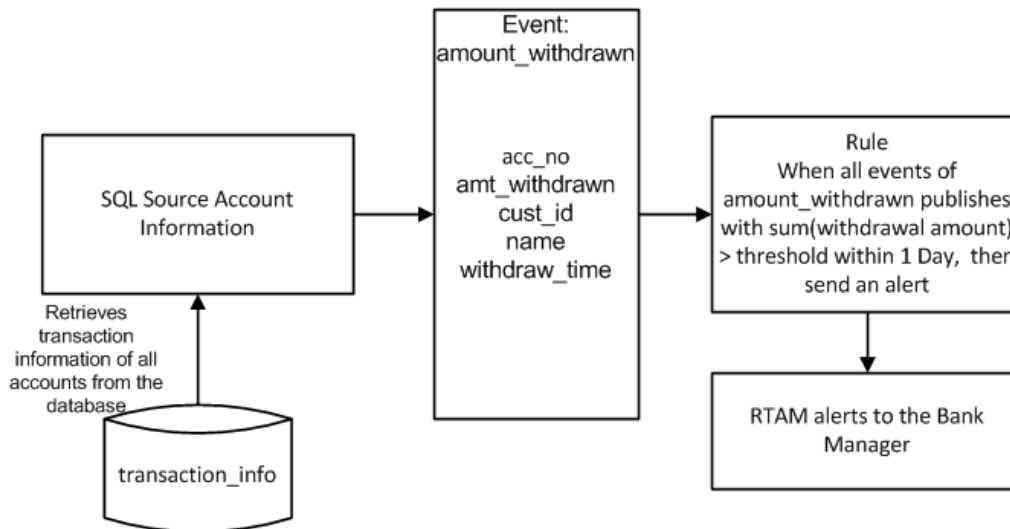 Event:
amount_withdrawn
acc_no
amt_withdrawn
cust_id
name
withdraw_time
SQL Source Account
Information
Retrieves
transaction
information of all
accounts from the
database
transaction_info
Rule
When all events of
amount_withdrawn publishes
with sum(withdrawal amount)
> threshold within 1 Day, then
send an alert
RTAM alerts to the Bank
Manager